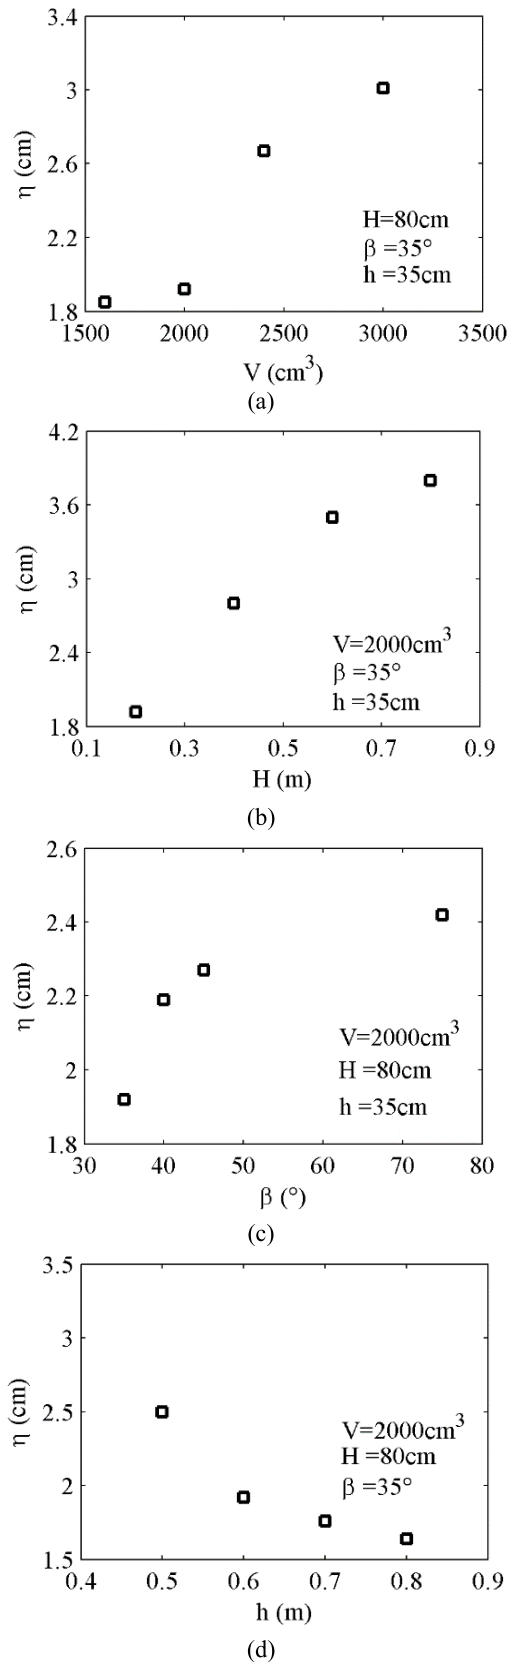 3.4
3
2.6
2.2
1.8
η (cm)
H=80cm
β =35°
h =35cm
1500 2000 2500 3000 3500
V (cm³)
(a)
4.2
3.6
3
2.4
1.8
η (cm)
V=2000cm³
β =35°
h =35cm
0.1 0.3 0.5 0.7 0.9
H (m)
(b)
2.6
2.4
2.2
2
1.8
η (cm)
V=2000cm³
H =80cm
h =35cm
30 40 50 60 70 80
β (°)
(c)
3.5
3
2.5
2
1.5
η (cm)
V=2000cm³
H =80cm
β =35°
0.4 0.5 0.6 0.7 0.8 0.9
h (m)
(d)